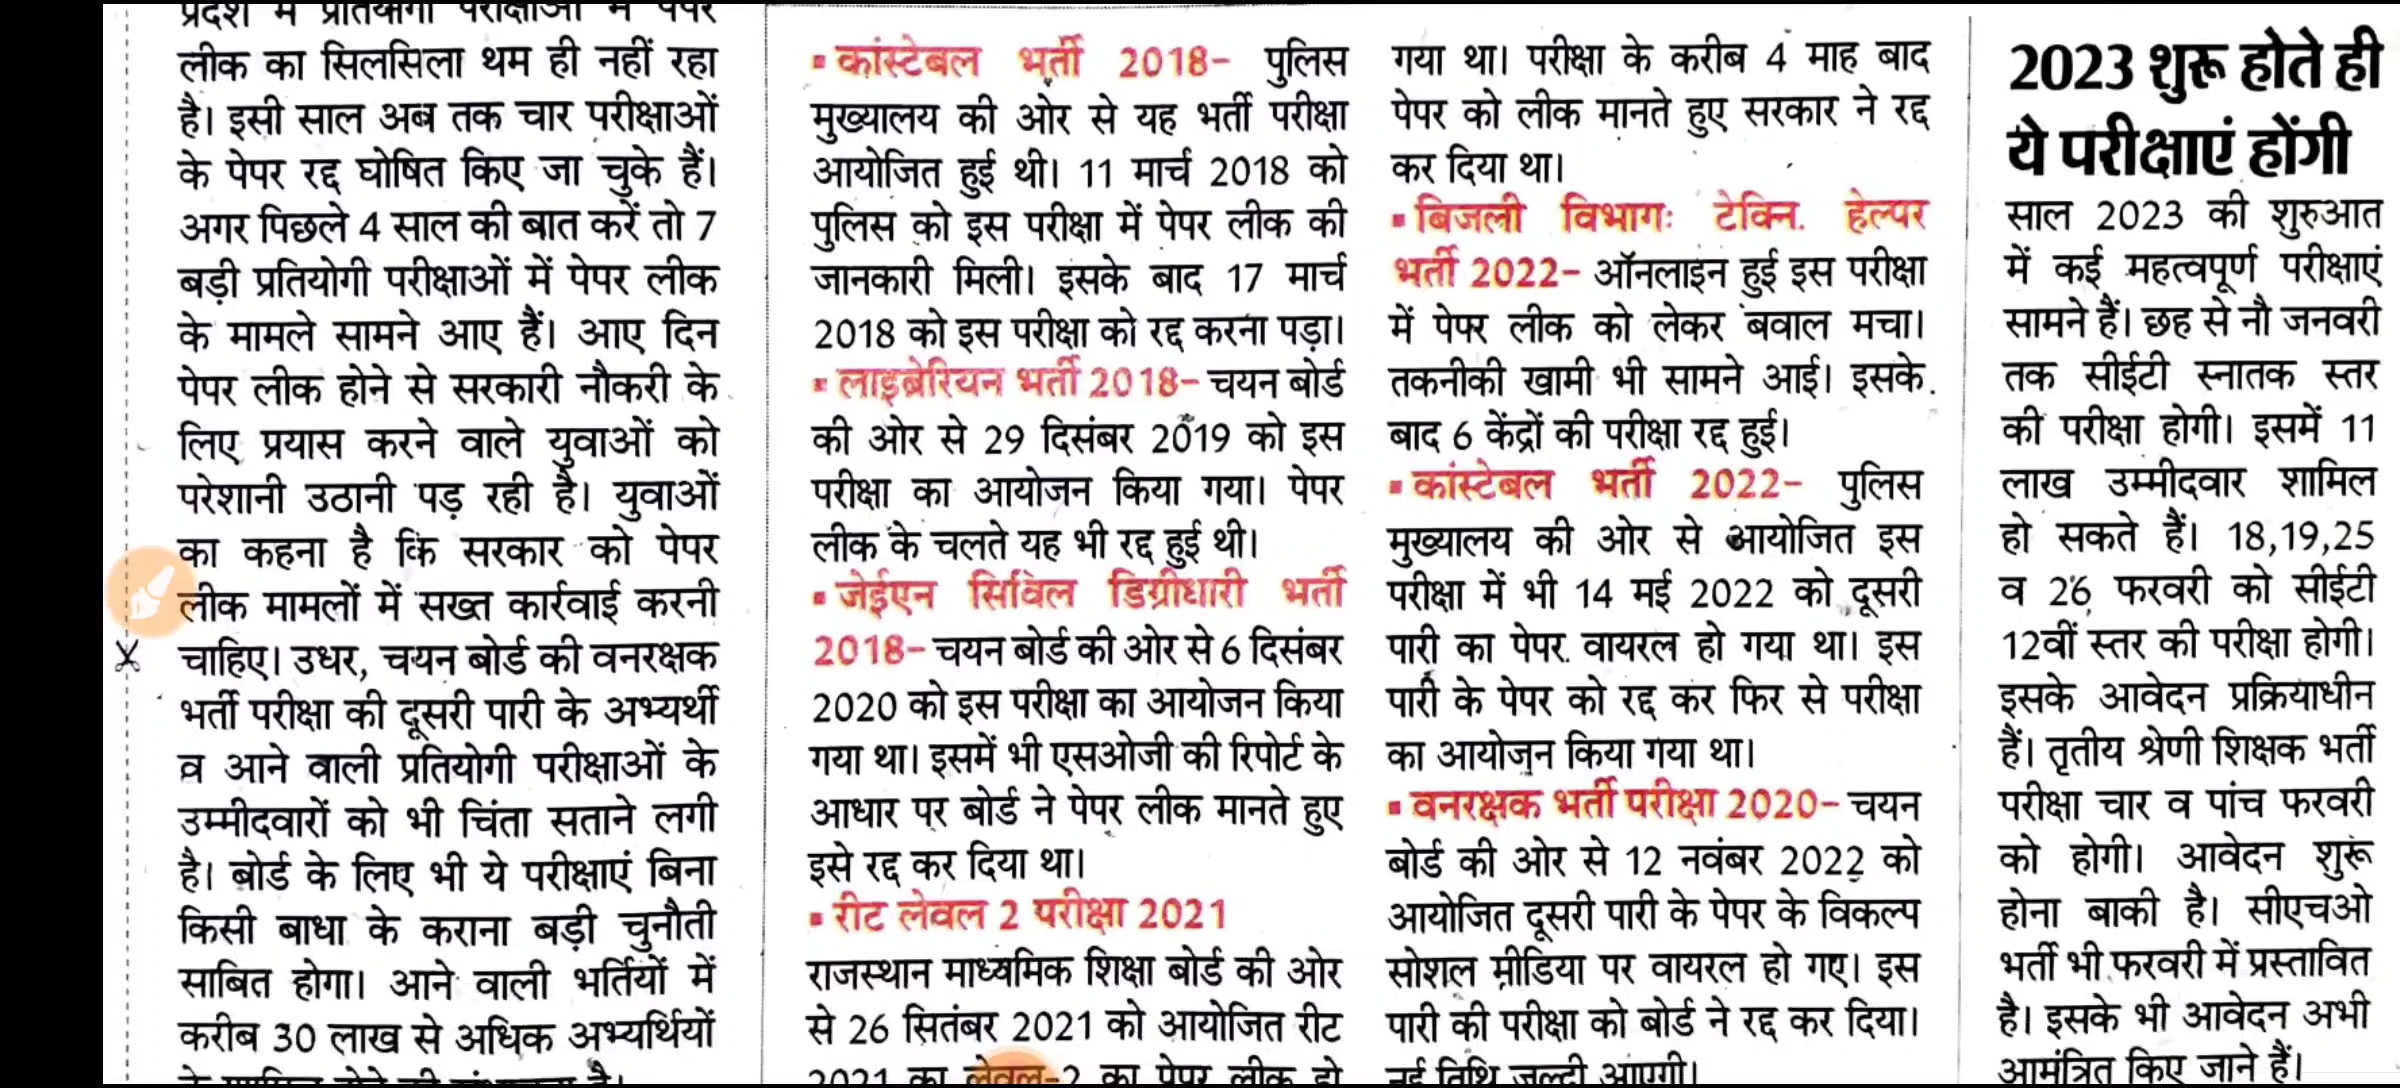 प्रदेश में प्रतियोगी परीक्षाओं में पेपर
लीक का सिलसिला थम ही नहीं रहा
है। इसी साल अब तक चार परीक्षाओं
के पेपर रद्द घोषित किए जा चुके हैं।
अगर पिछले 4 साल की बात करें तो 7
बड़ी प्रतियोगी परीक्षाओं में पेपर लीक
के मामले सामने आए हैं। आए दिन
पेपर लीक होने से सरकारी नौकरी के
लिए प्रयास करने वाले युवाओं को
परेशानी उठानी पड़ रही है। युवाओं
का कहना है कि सरकार को पेपर
लीक मामलों में सख्त कार्रवाई करनी
चाहिए। उधर, चयन बोर्ड की वनरक्षक
भर्ती परीक्षा की दूसरी पारी के अभ्यर्थी
व आने वाली प्रतियोगी परीक्षाओं के
उम्मीदवारों को भी चिंता सताने लगी
है। बोर्ड के लिए भी ये परीक्षाएं बिना
किसी बाधा के कराना बड़ी चुनौती
साबित होगा। आने वाली भर्तियों में
करीब 30 लाख से अधिक अभ्यर्थियों
के शामिल होने की संभावना है।
▪ कांस्टेबल भर्ती 2018- पुलिस
मुख्यालय की ओर से यह भर्ती परीक्षा
आयोजित हुई थी। 11 मार्च 2018 को
पुलिस को इस परीक्षा में पेपर लीक की
जानकारी मिली। इसके बाद 17 मार्च
2018 को इस परीक्षा को रद्द करना पड़ा।
▪ लाइब्रेरियन भर्ती 2018- चयन बोर्ड
की ओर से 29 दिसंबर 2019 को इस
परीक्षा का आयोजन किया गया। पेपर
लीक के चलते यह भी रद्द हुई थी।
▪ जेईएन सिविल डिग्रीधारी भर्ती
2018- चयन बोर्ड की ओर से 6 दिसंबर
2020 को इस परीक्षा का आयोजन किया
गया था। इसमें भी एसओजी की रिपोर्ट के
आधार पर बोर्ड ने पेपर लीक मानते हुए
इसे रद्द कर दिया था।
▪ रीट लेवल 2 परीक्षा 2021
राजस्थान माध्यमिक शिक्षा बोर्ड की ओर
से 26 सितंबर 2021 को आयोजित रीट
2021 का लेवल-2 का पेपर लीक हो
गया था। परीक्षा के करीब 4 माह बाद
पेपर को लीक मानते हुए सरकार ने रद्द
कर दिया था।
▪ बिजली विभागः टेक्नि. हेल्पर
भर्ती 2022- ऑनलाइन हुई इस परीक्षा
में पेपर लीक को लेकर बवाल मचा।
तकनीकी खामी भी सामने आई। इसके
बाद 6 केंद्रों की परीक्षा रद्द हुई।
▪ कांस्टेबल भर्ती 2022- पुलिस
मुख्यालय की ओर से आयोजित इस
परीक्षा में भी 14 मई 2022 को दूसरी
पारी का पेपर वायरल हो गया था। इस
पारी के पेपर को रद्द कर फिर से परीक्षा
का आयोजन किया गया था।
▪ वनरक्षक भर्ती परीक्षा 2020- चयन
बोर्ड की ओर से 12 नवंबर 2022 को
आयोजित दूसरी पारी के पेपर के विकल्प
सोशल मीडिया पर वायरल हो गए। इस
पारी की परीक्षा को बोर्ड ने रद्द कर दिया।
नई तिथि जल्दी आएगी।
2023 शुरू होते ही
ये परीक्षाएं होंगी
साल 2023 की शुरुआत
में कई महत्वपूर्ण परीक्षाएं
सामने हैं। छह से नौ जनवरी
तक सीईटी स्नातक स्तर
की परीक्षा होगी। इसमें 11
लाख उम्मीदवार शामिल
हो सकते हैं। 18,19,25
व 26 फरवरी को सीईटी
12वीं स्तर की परीक्षा होगी।
इसके आवेदन प्रक्रियाधीन
हैं। तृतीय श्रेणी शिक्षक भर्ती
परीक्षा चार व पांच फरवरी
को होगी। आवेदन शुरू
होना बाकी है। सीएचओ
भर्ती भी फरवरी में प्रस्तावित
है। इसके भी आवेदन अभी
आमंत्रित किए जाने हैं।